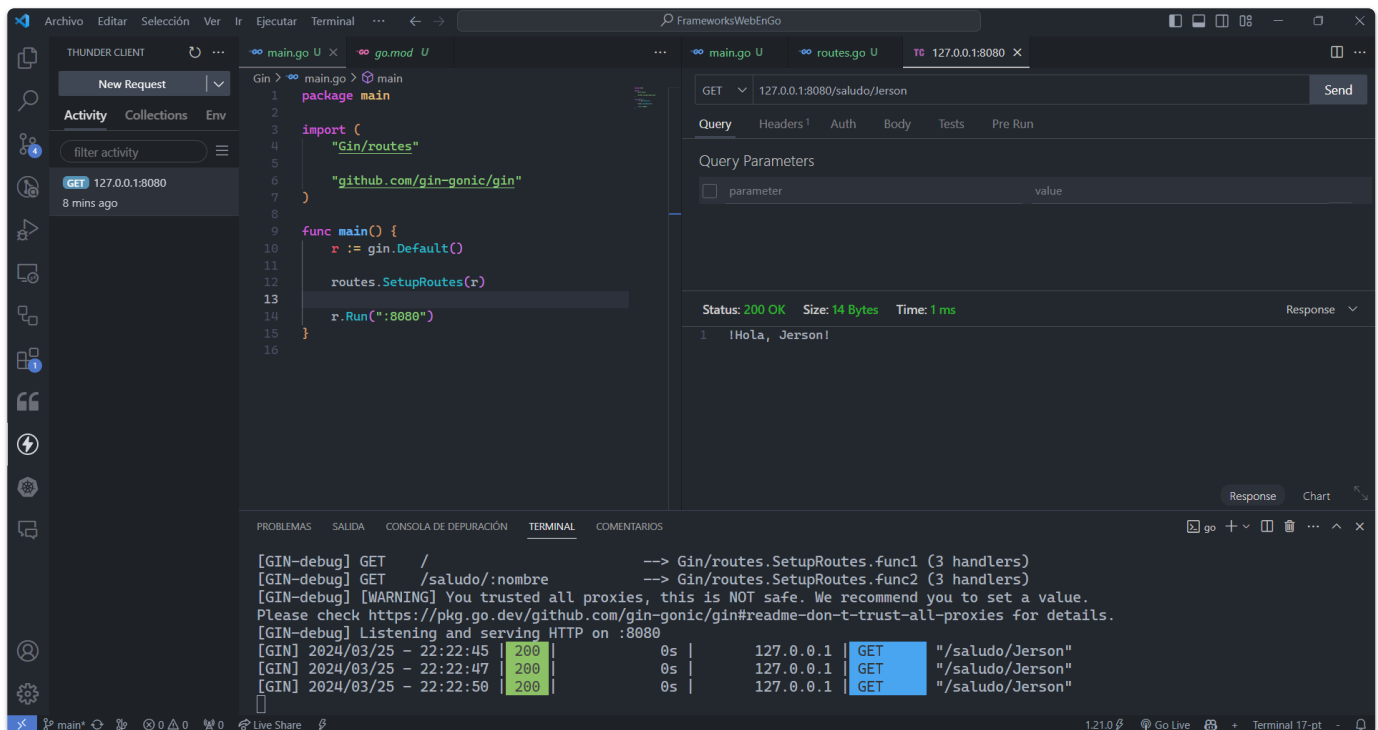 Archivo Editar Selección Ver Ir Ejecutar Terminal ··· FrameworksWebEnGo
THUNDER CLIENT ···
New Request
Activity Collections Env
filter activity
GET 127.0.0.1:8080
8 mins ago
main.go U go.mod U ···
Gin > main.go > main
1 package main
2
3 import (
4 "Gin/routes"
5
6 "github.com/gin-gonic/gin"
7 )
8
9 func main() {
10 r := gin.Default()
11
12 routes.SetupRoutes(r)
13
14 r.Run(":8080")
15 }
16
main.go U routes.go U TC 127.0.0.1:8080 ···
GET 127.0.0.1:8080/saludo/Jerson Send
Query Headers 1 Auth Body Tests Pre Run
Query Parameters
parameter value
Status: 200 OK Size: 14 Bytes Time: 1 ms Response
1 !Hola, Jerson!
Response Chart
PROBLEMAS SALIDA CONSOLA DE DEPURACIÓN TERMINAL COMENTARIOS go ···
[GIN-debug] GET / --> Gin/routes.SetupRoutes.func1 (3 handlers)
[GIN-debug] GET /saludo/:nombre --> Gin/routes.SetupRoutes.func2 (3 handlers)
[GIN-debug] [WARNING] You trusted all proxies, this is NOT safe. We recommend you to set a value.
Please check https://pkg.go.dev/github.com/gin-gonic/gin#readme-don-t-trust-all-proxies for details.
[GIN-debug] Listening and serving HTTP on :8080
[GIN] 2024/03/25 - 22:22:45 | 200 | 0s | 127.0.0.1 | GET "/saludo/Jerson"
[GIN] 2024/03/25 - 22:22:47 | 200 | 0s | 127.0.0.1 | GET "/saludo/Jerson"
[GIN] 2024/03/25 - 22:22:50 | 200 | 0s | 127.0.0.1 | GET "/saludo/Jerson"
4
1
main* 0 0 0 Live Share 1.21.0 Go Live + Terminal 17-pt -